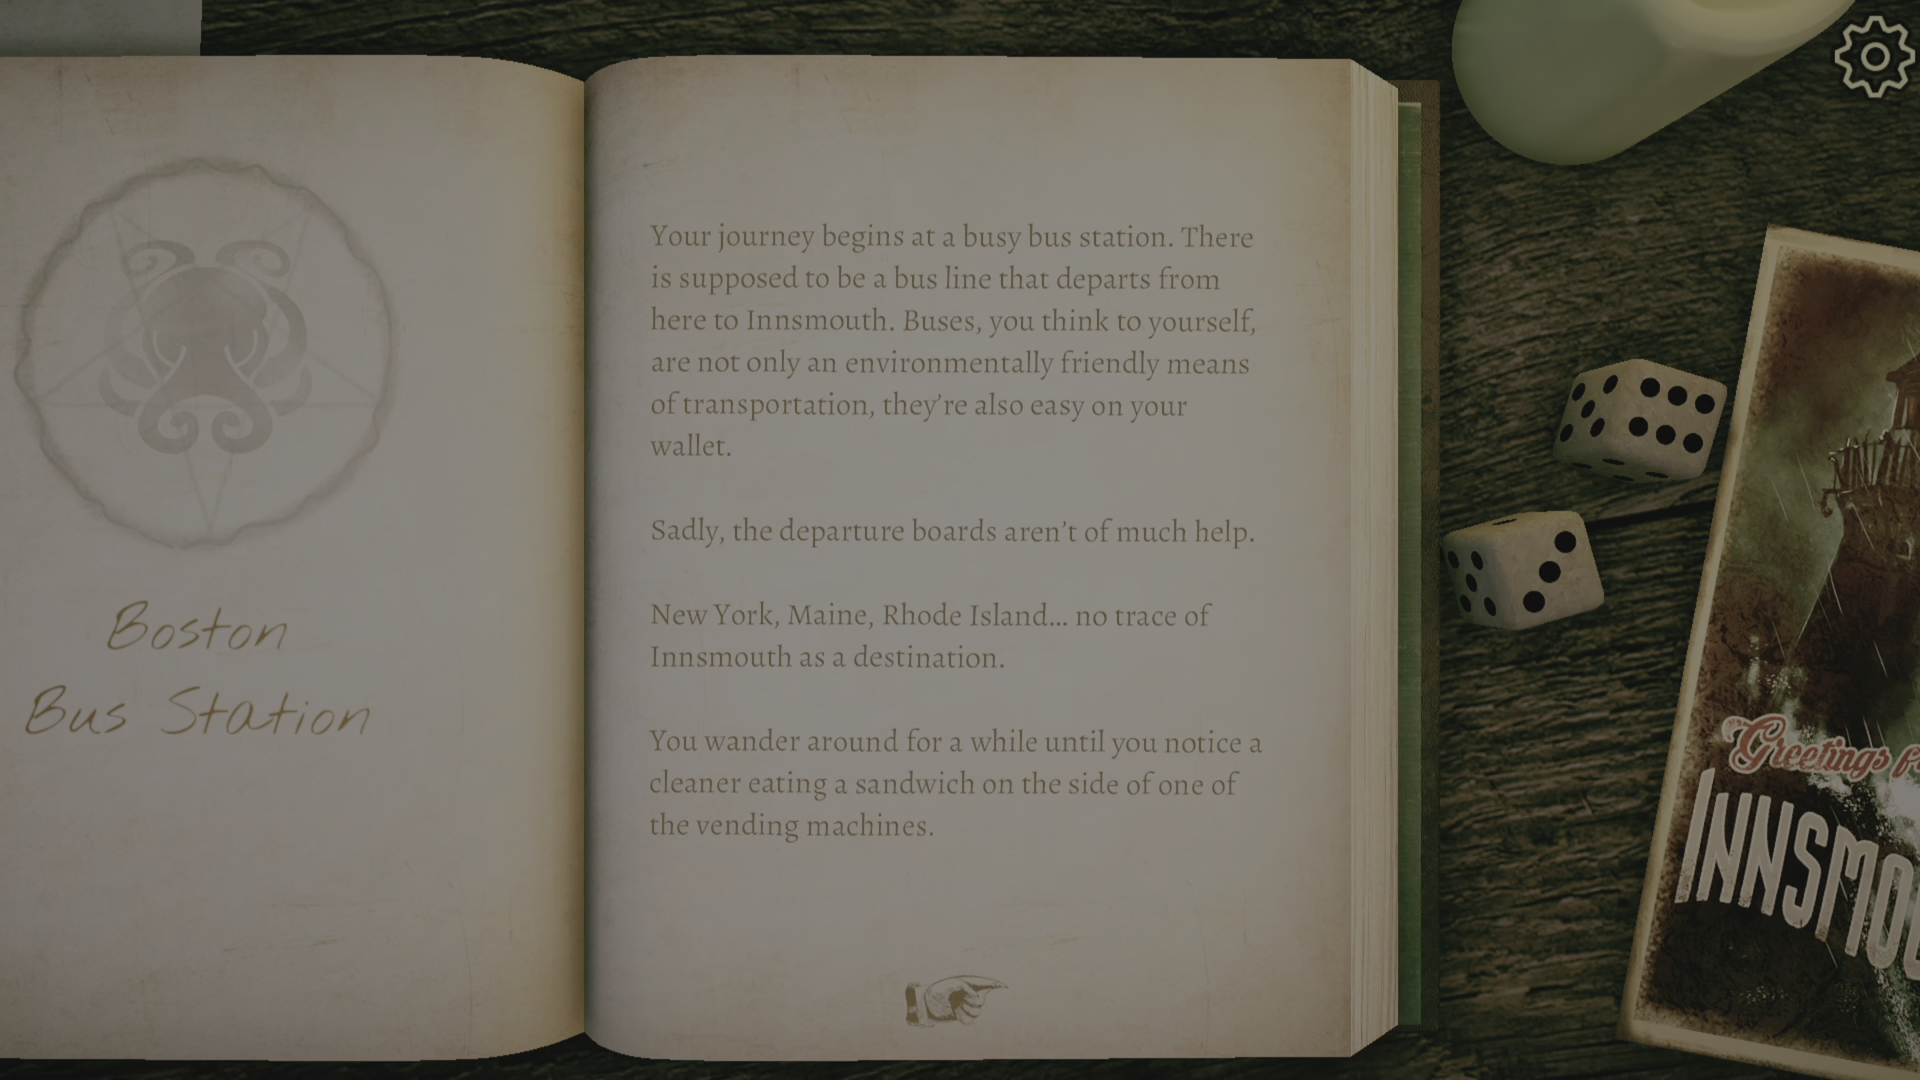 Boston
Bus Station
Your journey begins at a busy bus station. There
is supposed to be a bus line that departs from
here to Innsmouth. Buses, you think to yourself,
are not only an environmentally friendly means
of transportation, they're also easy on your
wallet.
Sadly, the departure boards aren't of much help.
New York, Maine, Rhode Island... no trace of
Innsmouth as a destination.
You wander around for a while until you notice a
cleaner eating a sandwich on the side of one of
the vending machines.
Greetings